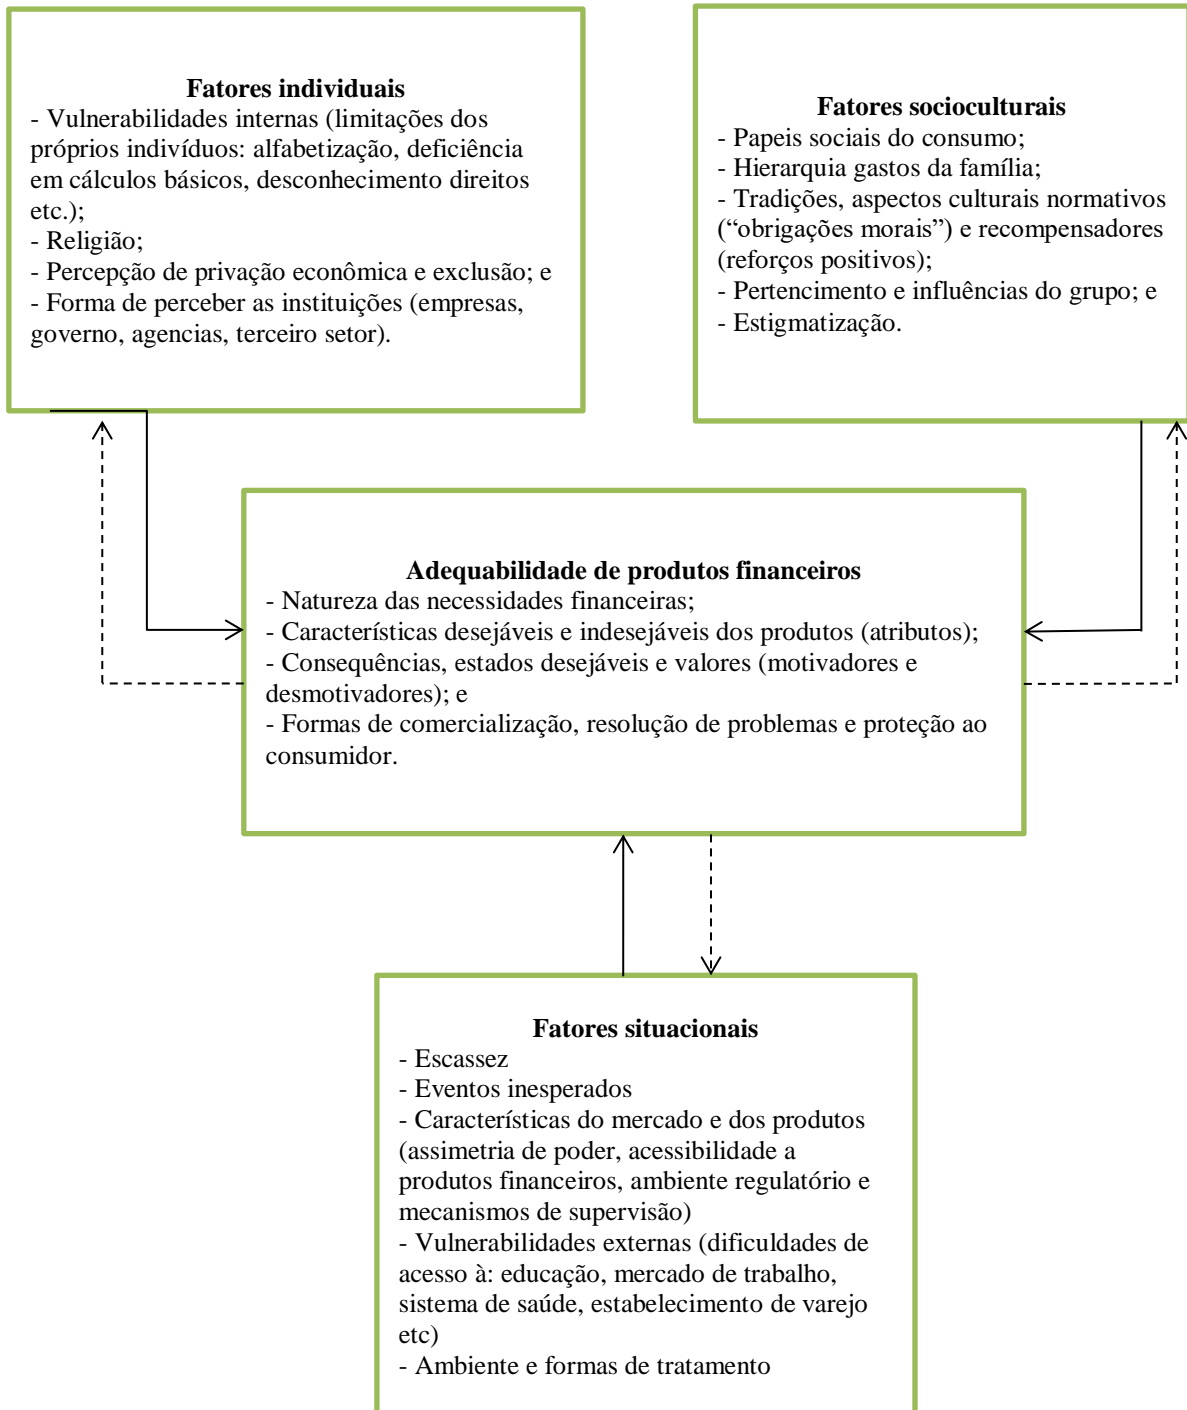 Fatores individuais
- Vulnerabilidades internas (limitações dos
próprios indivíduos: alfabetização, deficiência
em cálculos básicos, desconhecimento direitos
etc.);
- Religião;
- Percepção de privação econômica e exclusão; e
- Forma de perceber as instituições (empresas,
governo, agencias, terceiro setor).
Fatores socioculturais
- Papeis sociais do consumo;
- Hierarquia gastos da família;
- Tradições, aspectos culturais normativos
(“obrigações morais”) e recompensadores
(reforços positivos);
- Pertencimento e influências do grupo; e
- Estigmatização.
Adequabilidade de produtos financeiros
- Natureza das necessidades financeiras;
- Características desejáveis e indesejáveis dos produtos (atributos);
- Consequências, estados desejáveis e valores (motivadores e
desmotivadores); e
- Formas de comercialização, resolução de problemas e proteção ao
consumidor.
Fatores situacionais
- Escassez
- Eventos inesperados
- Características do mercado e dos produtos
(assimetria de poder, acessibilidade a
produtos financeiros, ambiente regulatório e
mecanismos de supervisão)
- Vulnerabilidades externas (dificuldades de
acesso à: educação, mercado de trabalho,
sistema de saúde, estabelecimento de varejo
etc)
- Ambiente e formas de tratamento